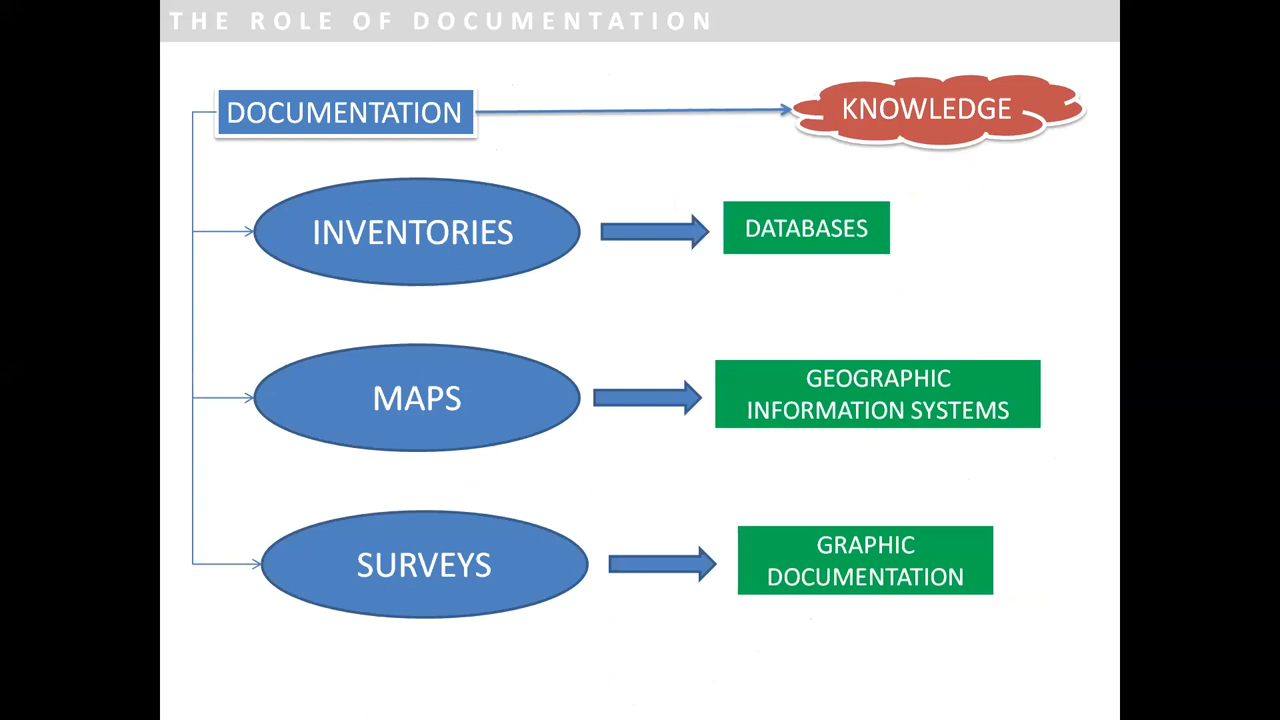 THE ROLE OF DOCUMENTATION
DOCUMENTATION
KNOWLEDGE
INVENTORIES
DATABASES
MAPS
GEOGRAPHIC
INFORMATION SYSTEMS
SURVEYS
GRAPHIC
DOCUMENTATION